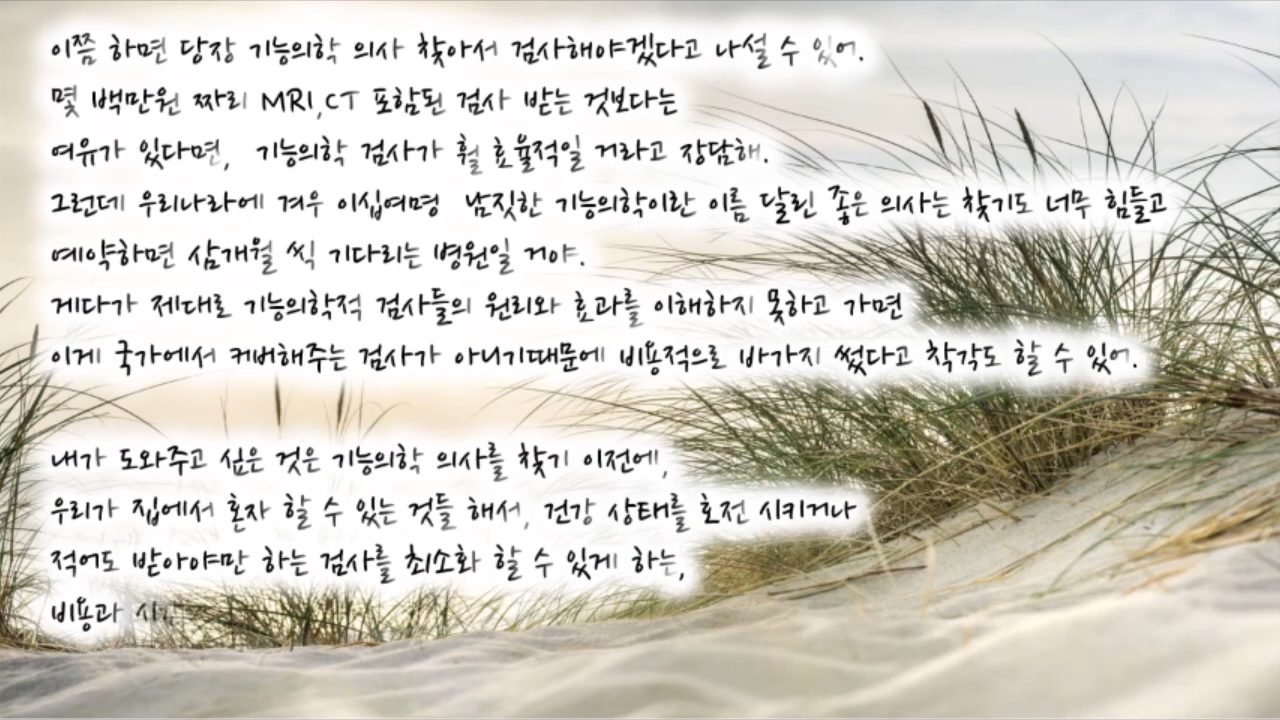 이쯤 하면 당장 기능의학 의사 찾아서 검사해야겠다고 나설 수 있어.
몇 백만원 짜리 MRI,CT 포함된 검사 받는 것보다는
여유가 있다면, 기능의학 검사가 훨 효율적일 거라고 장담해.
그런데 우리나라에 겨우 이십여명 남짓한 기능의학이란 이름 달린 좋은 의사는 찾기도 너무 힘들고
예약하면 삼개월 씩 기다리는 병원일 거야.
게다가 제대로 기능의학적 검사들의 원리와 효과를 이해하지 못하고 가면
이게 국가에서 커버해주는 검사가 아니기때문에 비용적으로 바가지 썼다고 착각도 할 수 있어.
내가 도와주고 싶은 것은 기능의학 의사를 찾기 이전에,
우리가 집에서 혼자 할 수 있는 것들 해서, 건강 상태를 호전 시키거나
적어도 받아야만 하는 검사를 최소화 할 수 있게 하는,
비용과